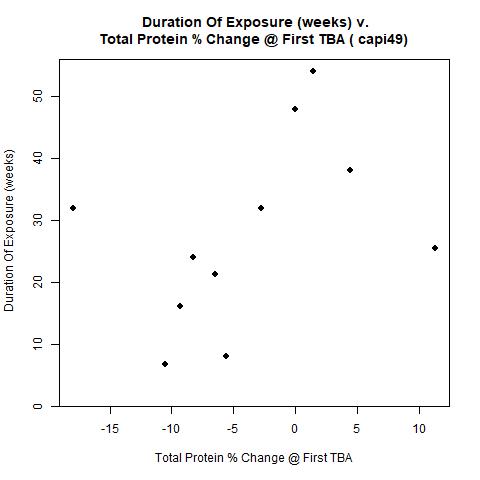 Duration Of Exposure (weeks) v.
Total Protein % Change @ First TBA ( capi49)
Duration Of Exposure (weeks)
50
40
30
20
10
0
-15 -10 -5 0 5 10
Total Protein % Change @ First TBA